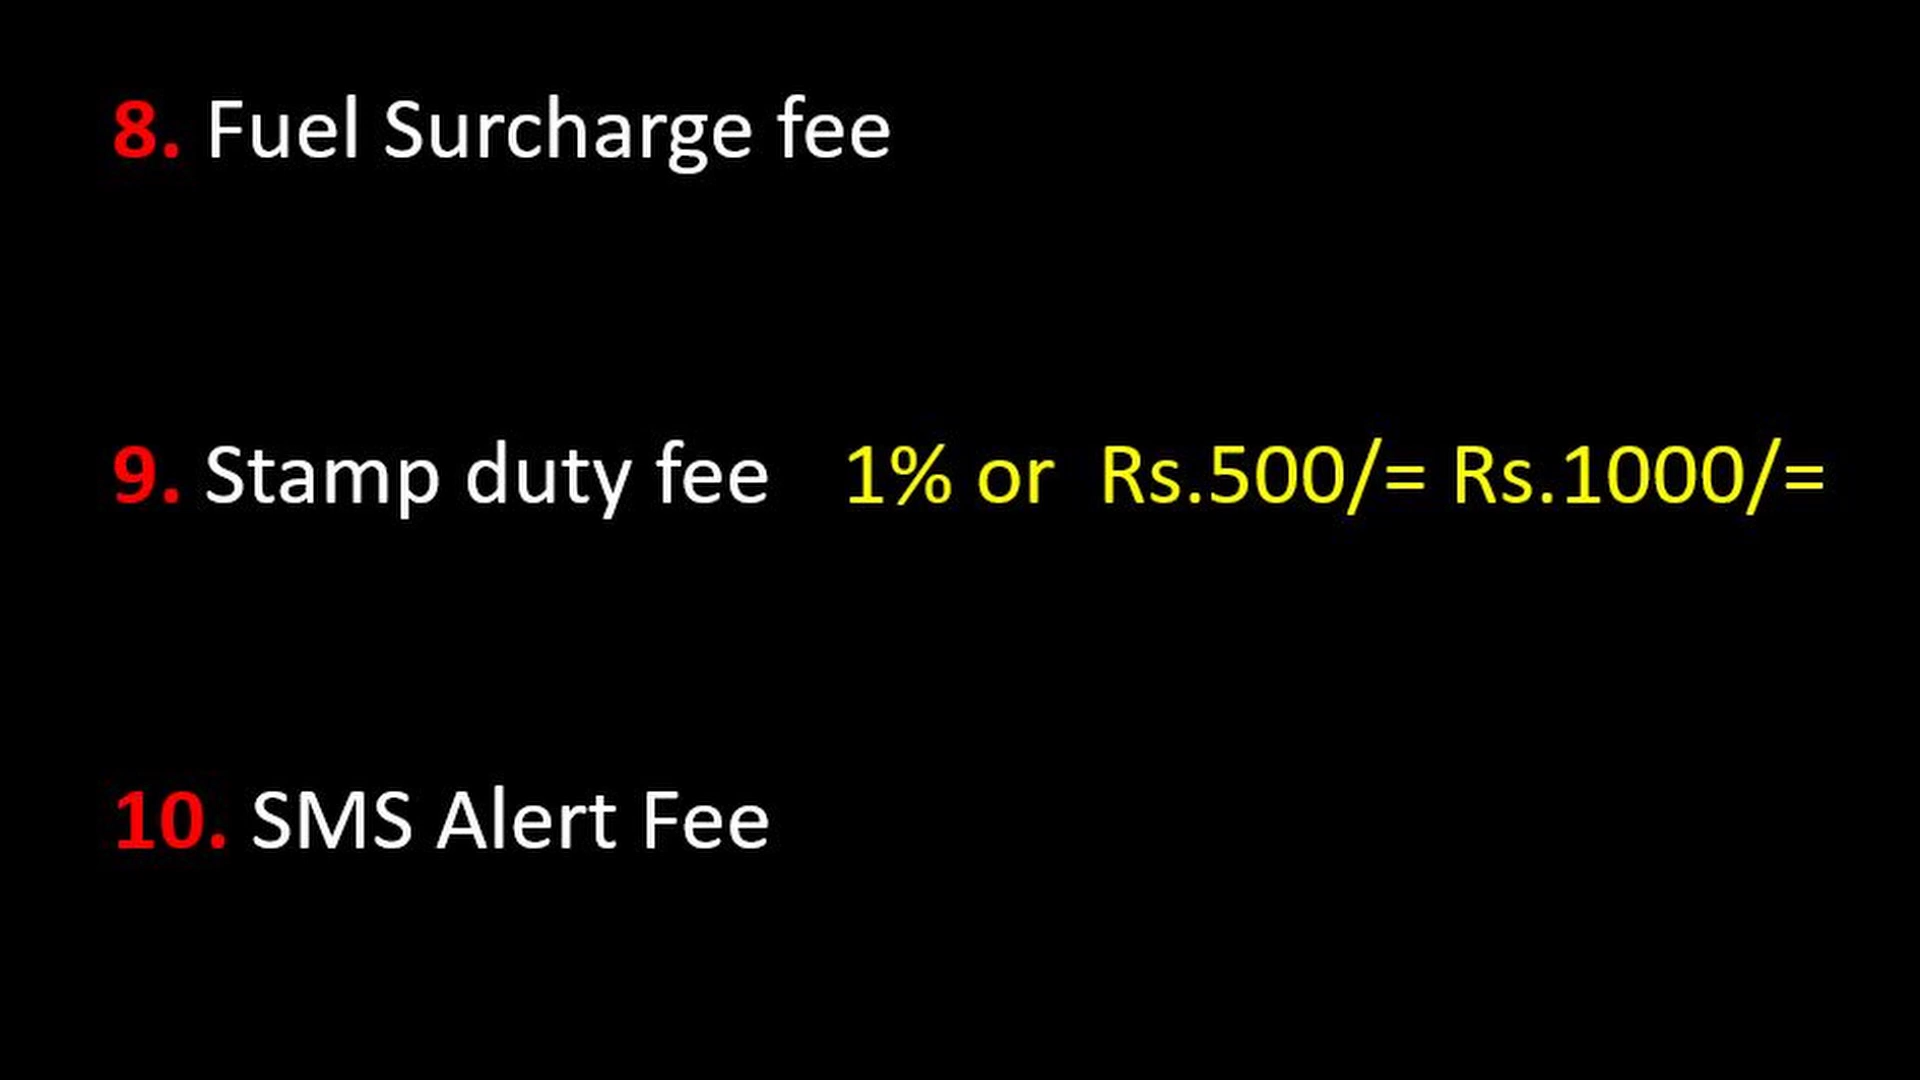 8. Fuel Surcharge fee
9. Stamp duty fee 1% or Rs.500/= Rs.1000/=
10. SMS Alert Fee